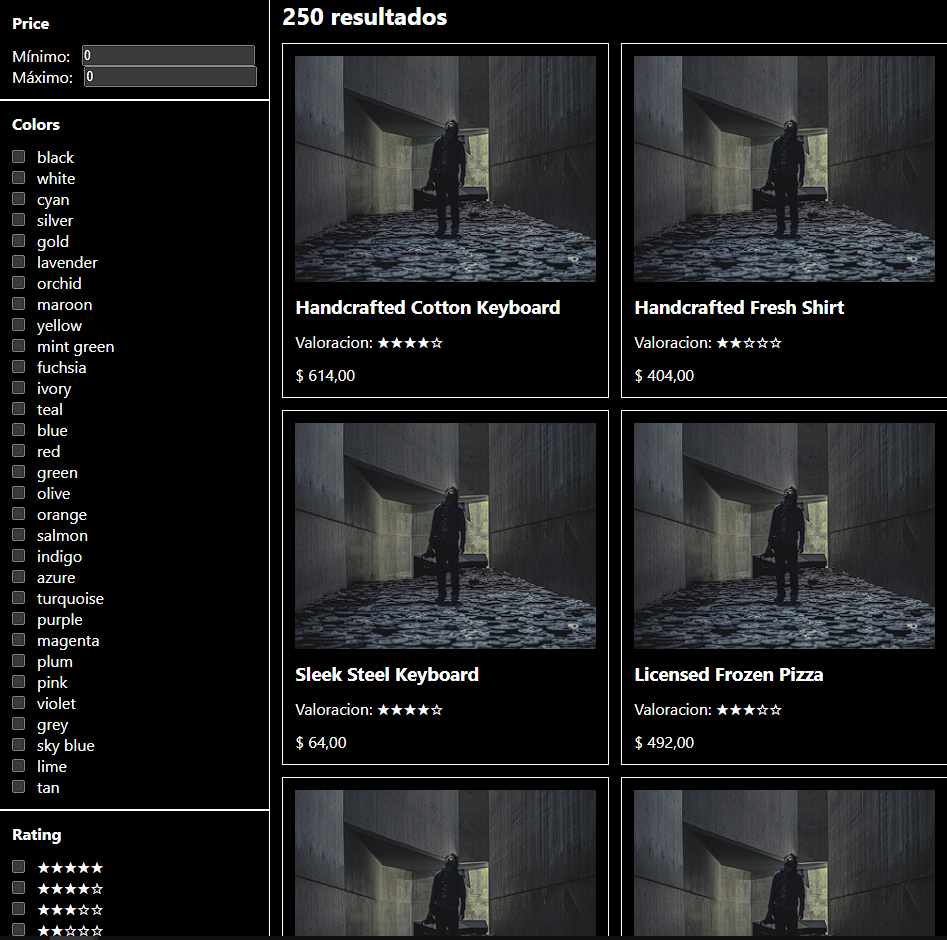 Price
Mínimo: 0
Máximo: 0
Colors
black
white
cyan
silver
gold
lavender
orchid
maroon
yellow
mint green
fuchsia
ivory
teal
blue
red
green
olive
orange
salmon
indigo
azure
turquoise
purple
magenta
plum
pink
violet
grey
sky blue
lime
tan
Rating
★★★★★
★★★★☆
★★★☆☆
★★☆☆☆
250 resultados
Handcrafted Cotton Keyboard
Valoracion: ★★★★☆
$ 614,00
Handcrafted Fresh Shirt
Valoracion: ★★☆☆☆
$ 404,00
Sleek Steel Keyboard
Valoracion: ★★★★☆
$ 64,00
Licensed Frozen Pizza
Valoracion: ★★★☆☆
$ 492,00